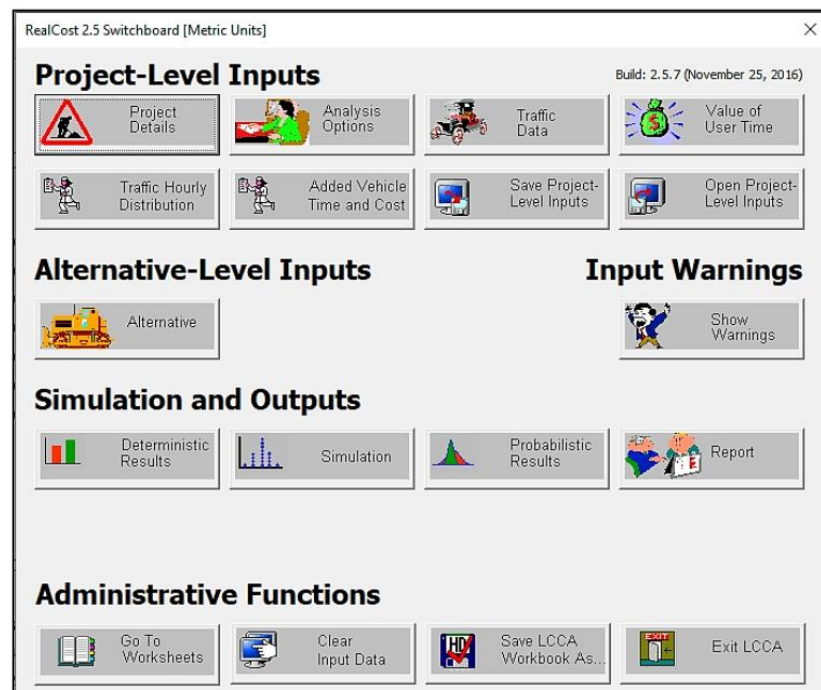 RealCost 2.5 Switchboard [Metric Units]
Project-Level Inputs
Build: 2.5.7 (November 25, 2016)
Project
Details
Analysis
Options
Traffic
Data
Value of
User Time
Traffic Hourly
Distribution
Added Vehicle
Time and Cost
Save Project-
Level Inputs
Open Project-
Level Inputs
Alternative-Level Inputs
Input Warnings
Alternative
Show
Warnings
Simulation and Outputs
Deterministic
Results
Simulation
Probabilistic
Results
Report
Administrative Functions
Go To
Worksheets
Clear
Input Data
HD
Save LCCA
Workbook As...
EXIT
Exit LCCA